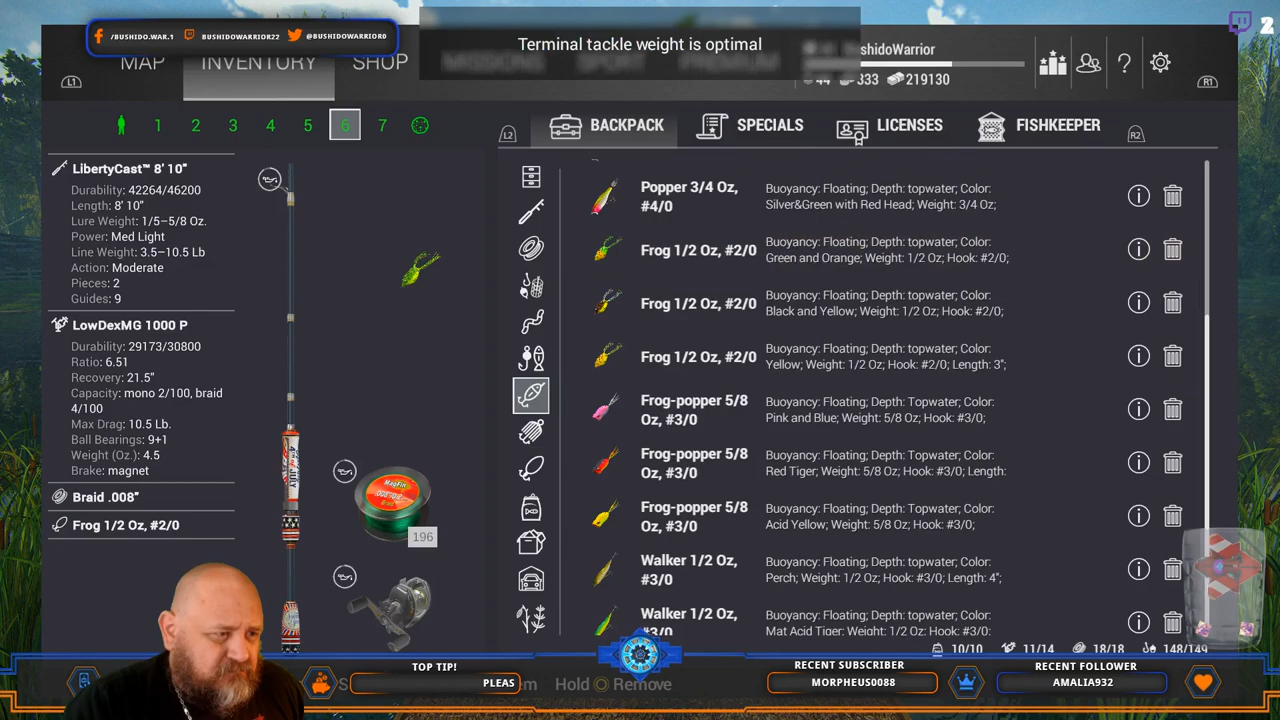 /BUSHIDO.WAR.1 BUSHIDOWARRIOR22 @BUSHIDOWARRIOR0
Terminal tackle weight is optimal
2
MAP INVENTORY SHOP
BushidoWarrior
44 333 219130
L1 R1
1 2 3 4 5 6 7
L2 BACKPACK SPECIALS LICENSES FISHKEEPER R2
LibertyCast™ 8' 10"
Durability: 42264/46200
Length: 8' 10"
Lure Weight: 1/5–5/8 Oz.
Power: Med Light
Line Weight: 3.5–10.5 Lb
Action: Moderate
Pieces: 2
Guides: 9
LowDexMG 1000 P
Durability: 29173/30800
Ratio: 6.51
Recovery: 21.5"
Capacity: mono 2/100, braid
4/100
Max Drag: 10.5 Lb.
Ball Bearings: 9+1
Weight (Oz.): 4.5
Brake: magnet
Braid .008"
Frog 1/2 Oz, #2/0
MagFin
196
Popper 3/4 Oz,
#4/0
Buoyancy: Floating; Depth: topwater; Color:
Silver&Green with Red Head; Weight: 3/4 Oz;
Frog 1/2 Oz, #2/0
Buoyancy: Floating; Depth: topwater; Color:
Green and Orange; Weight: 1/2 Oz; Hook: #2/0;
Frog 1/2 Oz, #2/0
Buoyancy: Floating; Depth: topwater; Color:
Black and Yellow; Weight: 1/2 Oz; Hook: #2/0;
Frog 1/2 Oz, #2/0
Buoyancy: Floating; Depth: topwater; Color:
Yellow; Weight: 1/2 Oz; Hook: #2/0; Length: 3";
Frog-popper 5/8
Oz, #3/0
Buoyancy: Floating; Depth: Topwater; Color:
Pink and Blue; Weight: 5/8 Oz; Hook: #3/0;
Frog-popper 5/8
Oz, #3/0
Buoyancy: Floating; Depth: Topwater; Color:
Red Tiger; Weight: 5/8 Oz; Hook: #3/0; Length:
Frog-popper 5/8
Oz, #3/0
Buoyancy: Floating; Depth: Topwater; Color:
Acid Yellow; Weight: 5/8 Oz; Hook: #3/0;
Walker 1/2 Oz,
#3/0
Buoyancy: Floating; Depth: topwater; Color:
Perch; Weight: 1/2 Oz; Hook: #3/0; Length: 4";
Walker 1/2 Oz,
#3/0
Buoyancy: Floating; Depth: topwater; Color:
Mat Acid Tiger; Weight: 1/2 Oz; Hook: #3/0;
10/10 11/14 18/18 148/149
Hold Remove
TOP TIP!
PLEAS
RECENT SUBSCRIBER
MORPHEUS0088
RECENT FOLLOWER
AMALIA932